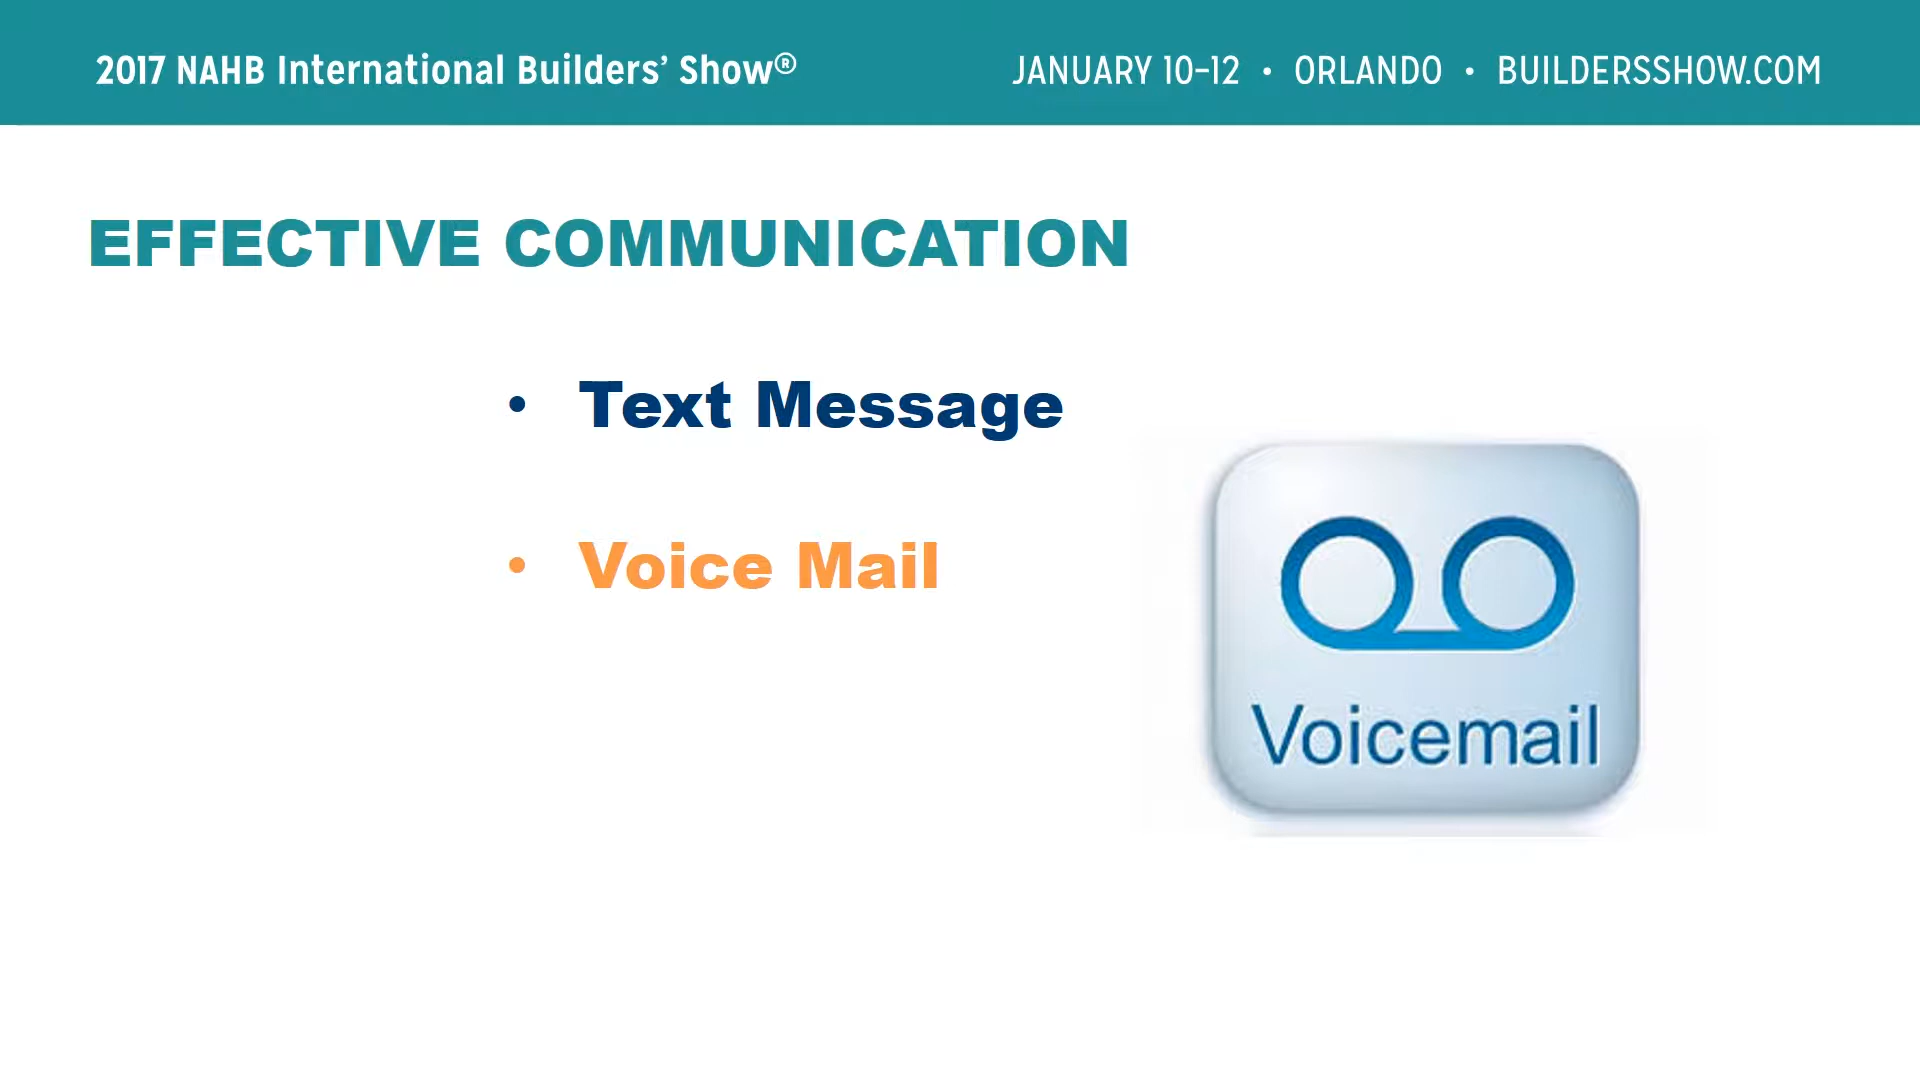 2017 NAHB International Builders’ Show®
JANUARY 10–12 • ORLANDO • BUILDERSSHOW.COM
EFFECTIVE COMMUNICATION
• Text Message
• Voice Mail
Voicemail